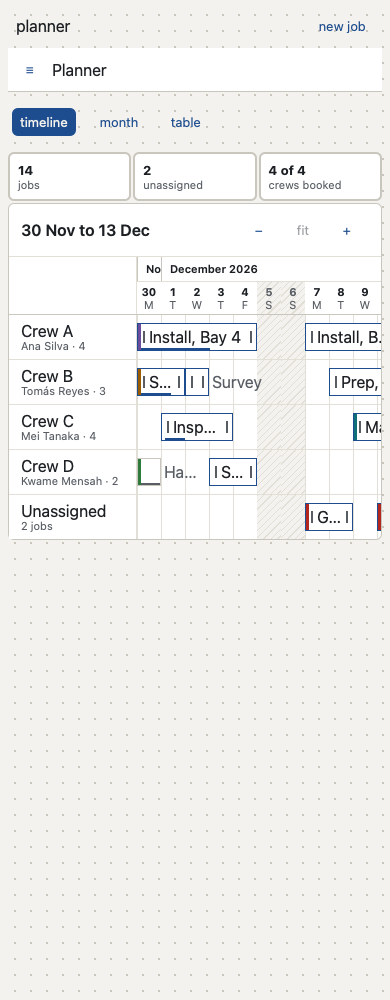 planner
new job
≡ Planner
timeline
month
table
14
jobs
2
unassigned
4 of 4
crews booked
30 Nov to 13 Dec
− fit +
No December 2026
30 1 2 3 4 5 6 7 8 9
M T W T F S S M T W
Crew A
Ana Silva · 4
Install, Bay 4
Install, B.
Crew B
Tomás Reyes · 3
S...
Survey
Prep,
Crew C
Mei Tanaka · 4
Insp...
Ma
Crew D
Kwame Mensah · 2
Ha...
S...
Unassigned
2 jobs
G...